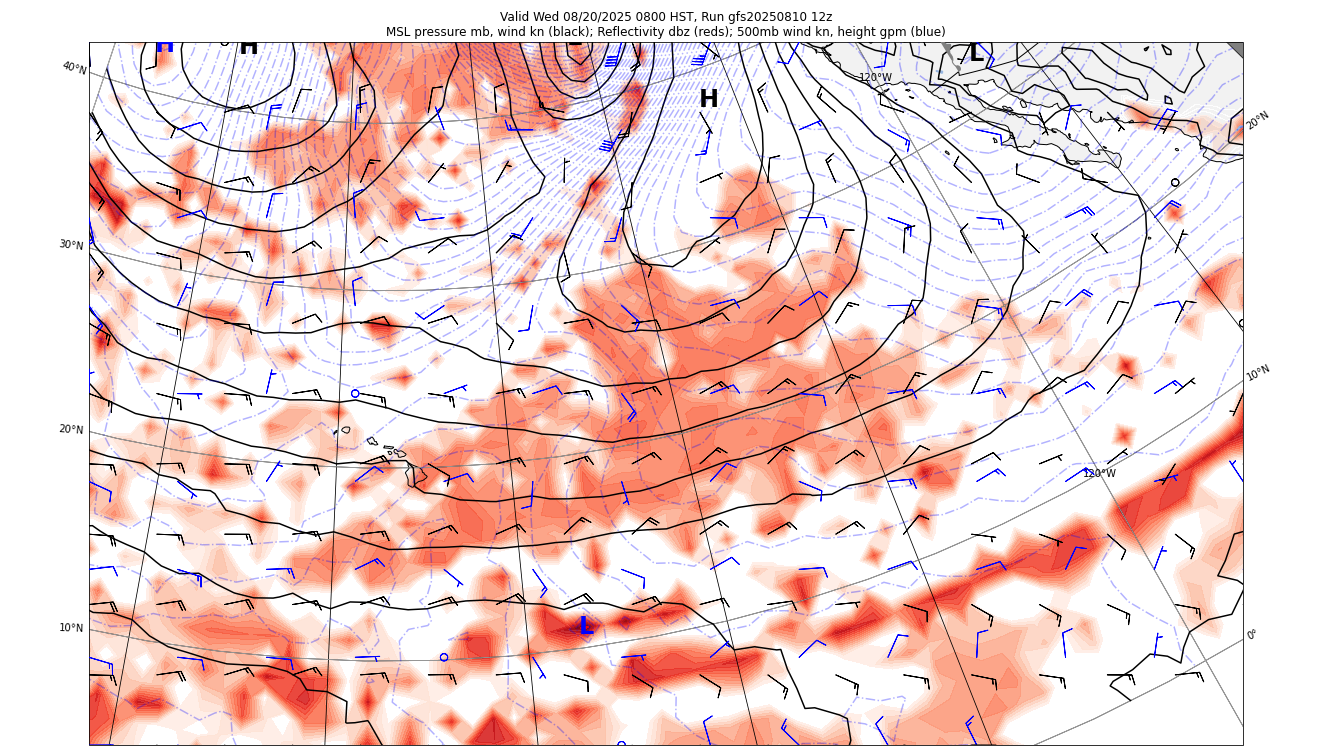 Valid Wed 08/20/2025 0800 HST, Run gfs20250810 12z
MSL pressure mb, wind kn (black); Reflectivity dbz (reds); 500mb wind kn, height gpm (blue)
H
H
L
40°N
120°W
H
20°N
30°N
10°N
20°N
120°W
L
10°N
0°